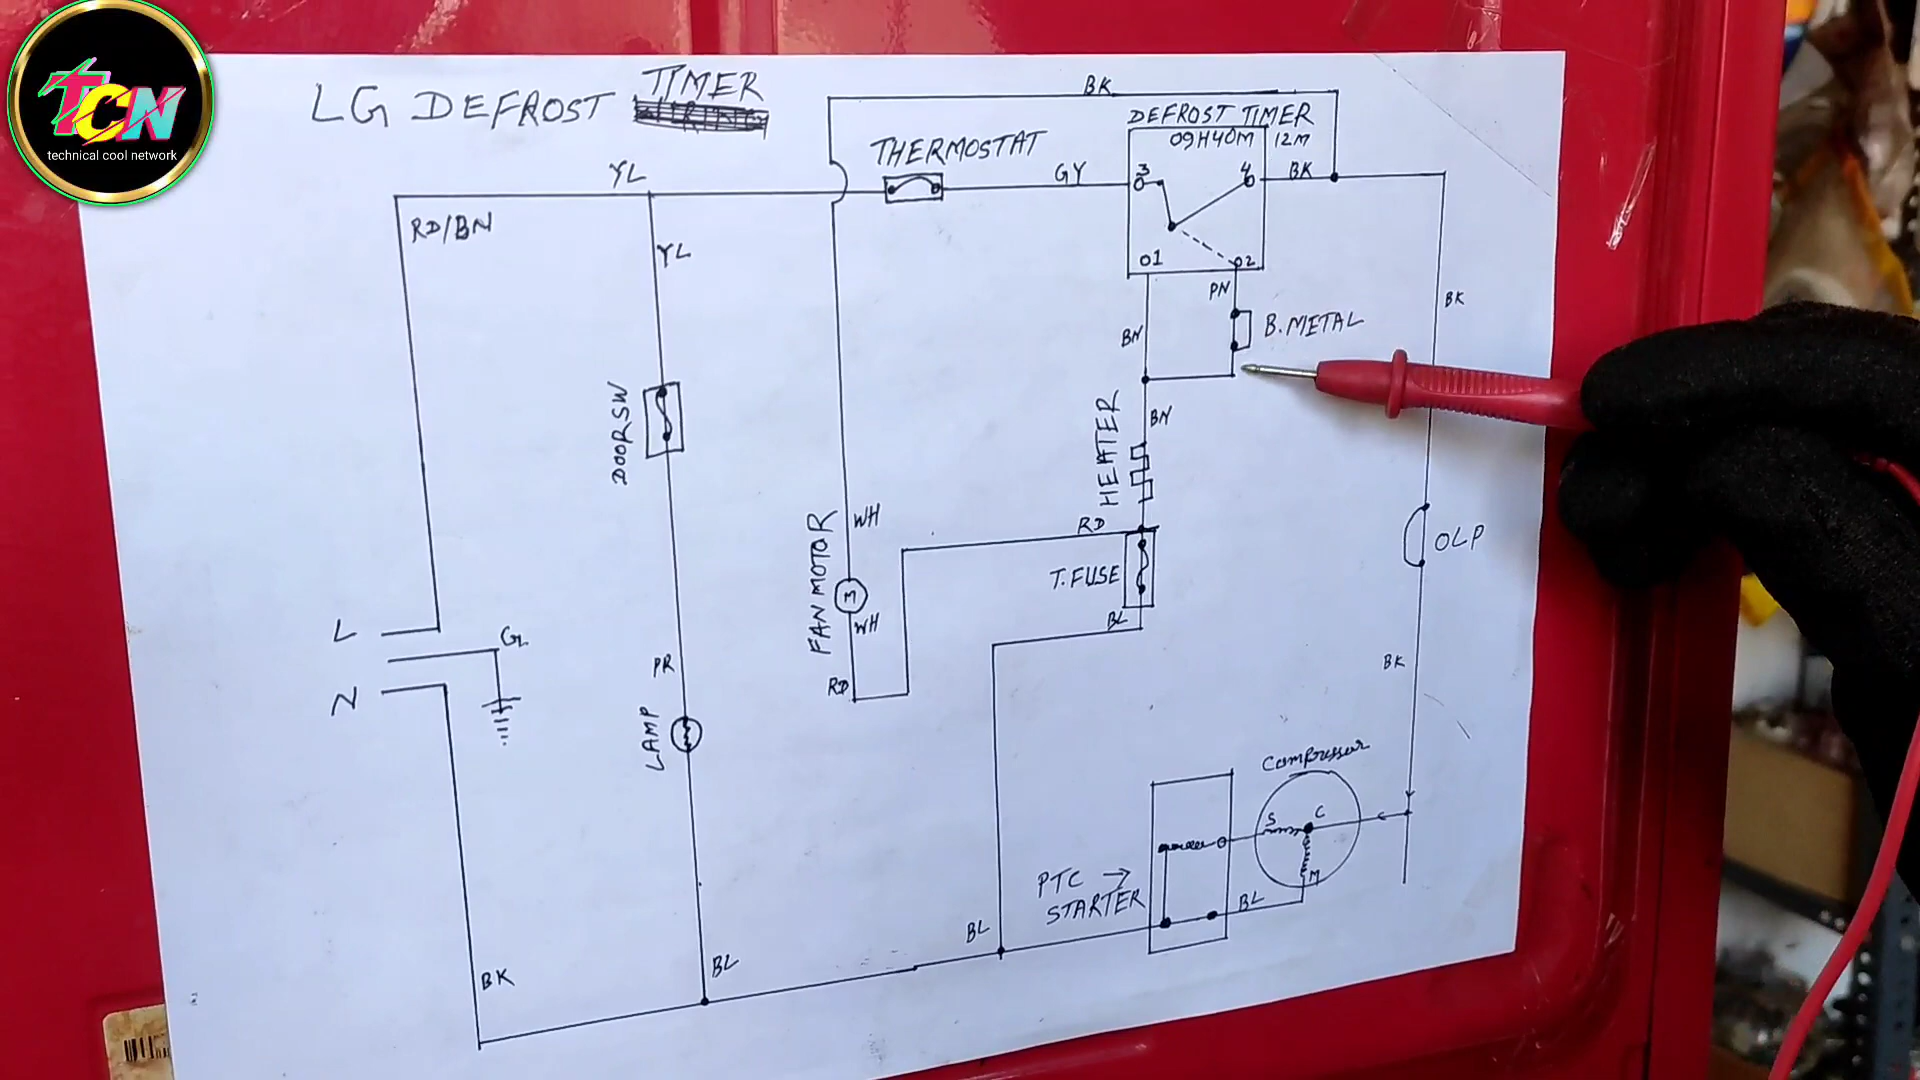 TCN
technical cool network
LG DEFROST TIMER
BK
DEFROST TIMER
09H40M 12M
THERMOSTAT
YL
GY
3
4
BK
RD/BN
YL
01
02
PN
BK
BN
B.METAL
DOOR.SW
HEATER
BN
WH
RD
OLP
FAN MOTOR
M
T.FUSE
WH
BL
L
G
N
PR
RD
BK
LAMP
Compressor
S
C
M
PTC →
STARTER
BL
BL
BL
BK